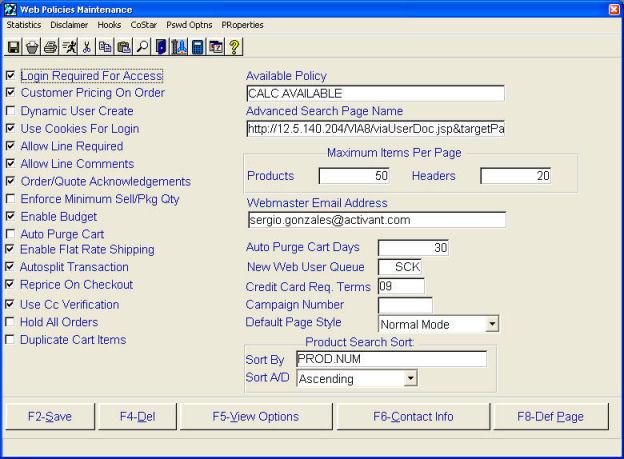 Web Policies Maintenance
Statistics Disclaimer Hooks CoStar Pswd Optns PRoperties
Login Required For Access
Customer Pricing On Order
Dynamic User Create
Use Cookies For Login
Allow Line Required
Allow Line Comments
Order/Quote Acknowledgements
Enforce Minimum Sell/Pkg Qty
Enable Budget
Auto Purge Cart
Enable Flat Rate Shipping
Autosplit Transaction
Reprice On Checkout
Use Cc Verification
Hold All Orders
Duplicate Cart Items
Available Policy
CALC AVAILABLE
Advanced Search Page Name
http://12.5.140.204/VIA8/viaUserDoc.jsp&targetPa
Maximum Items Per Page
Products 50 Headers 20
Webmaster Email Address
sergio.gonzales@activant.com
Auto Purge Cart Days 30
New Web User Queue SCK
Credit Card Req. Terms 09
Campaign Number
Default Page Style Normal Mode
Product Search Sort:
Sort By PROD.NUM
Sort A/D Ascending
F2-Save F4-Del F5-View Options F6-Contact Info F8-Def Page